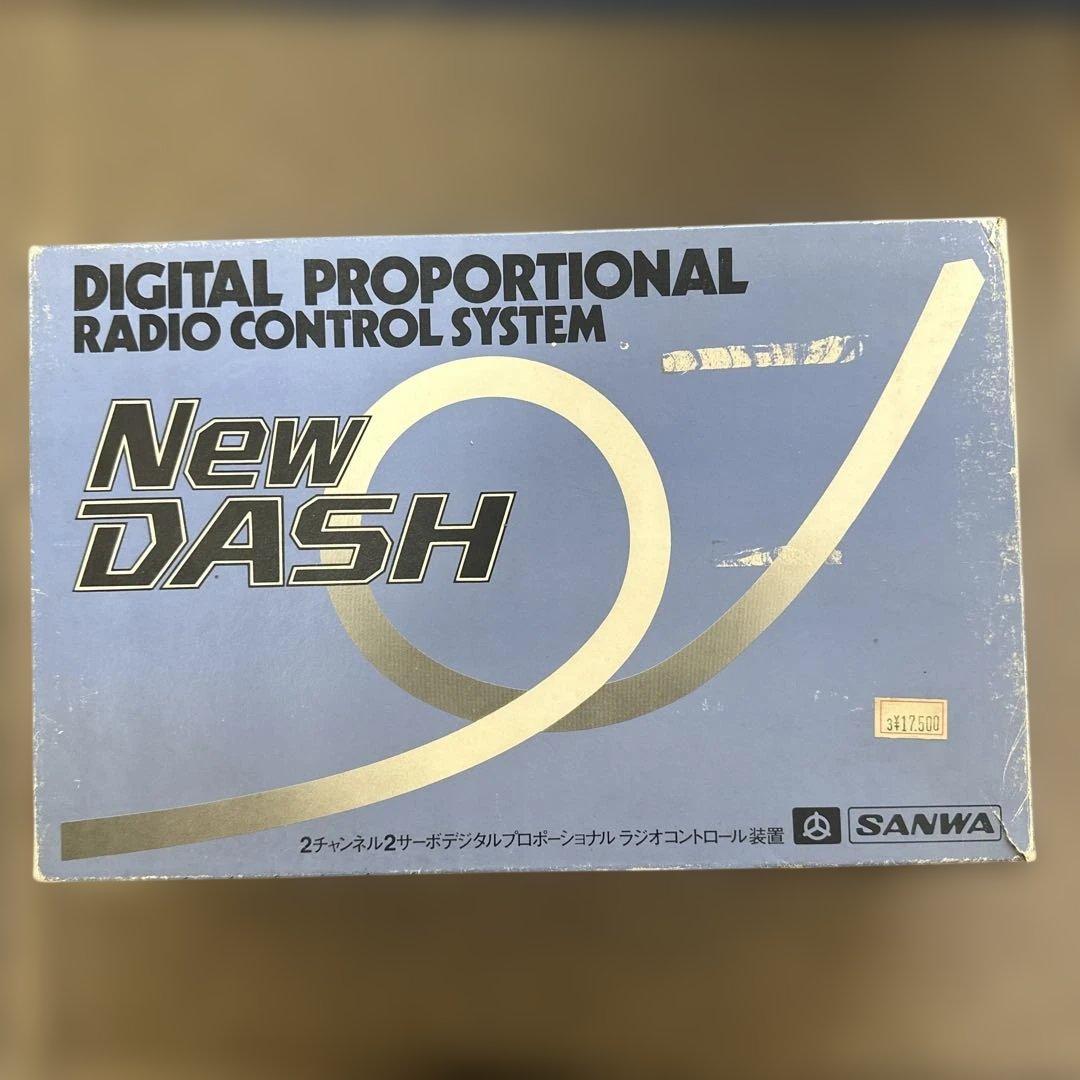 DIGITAL PROPORTIONAL
RADIO CONTROL SYSTEM
New
DASH
3¥17.500
2チャンネル2サーボデジタルプロポーショナル ラジオコントロール装置
SANWA